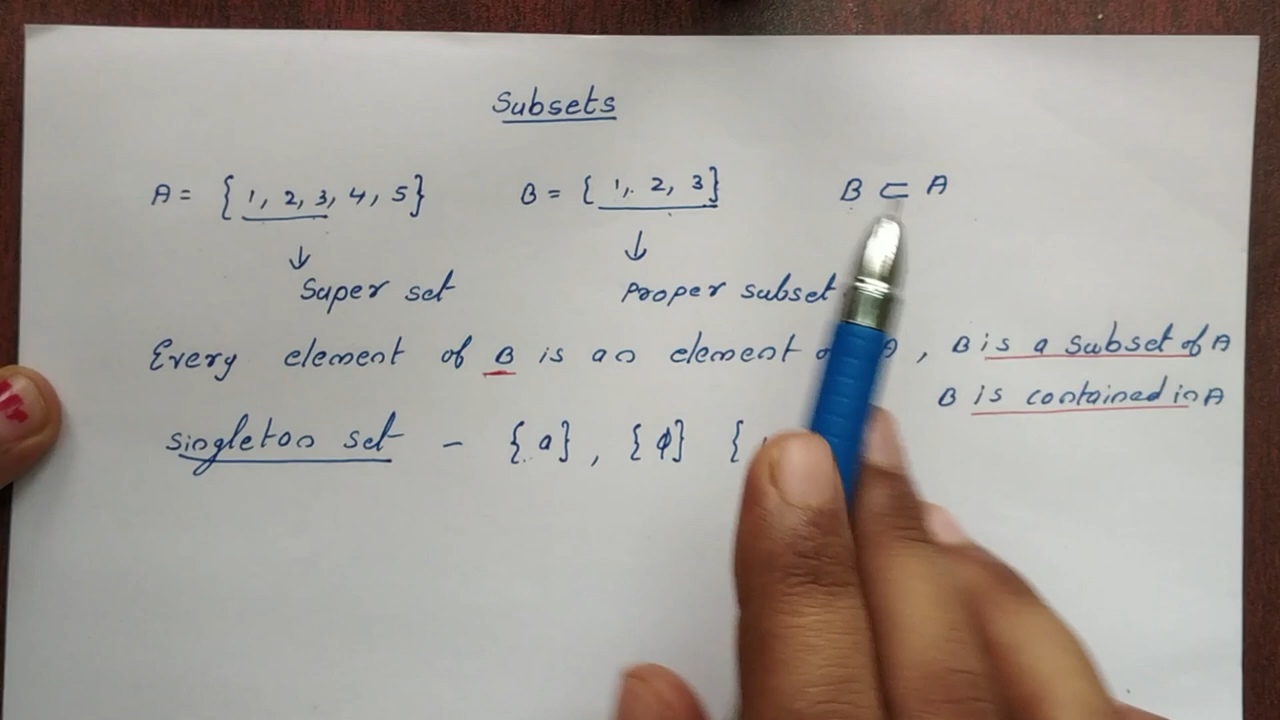 Subsets
A = { 1, 2, 3, 4, 5} B = { 1, 2, 3} B ⊂ A
↓ ↓
Super set Proper subset
Every element of B is an element A , B is a subset of A
B is contained in A
singleton set - { a} , { ϕ} {